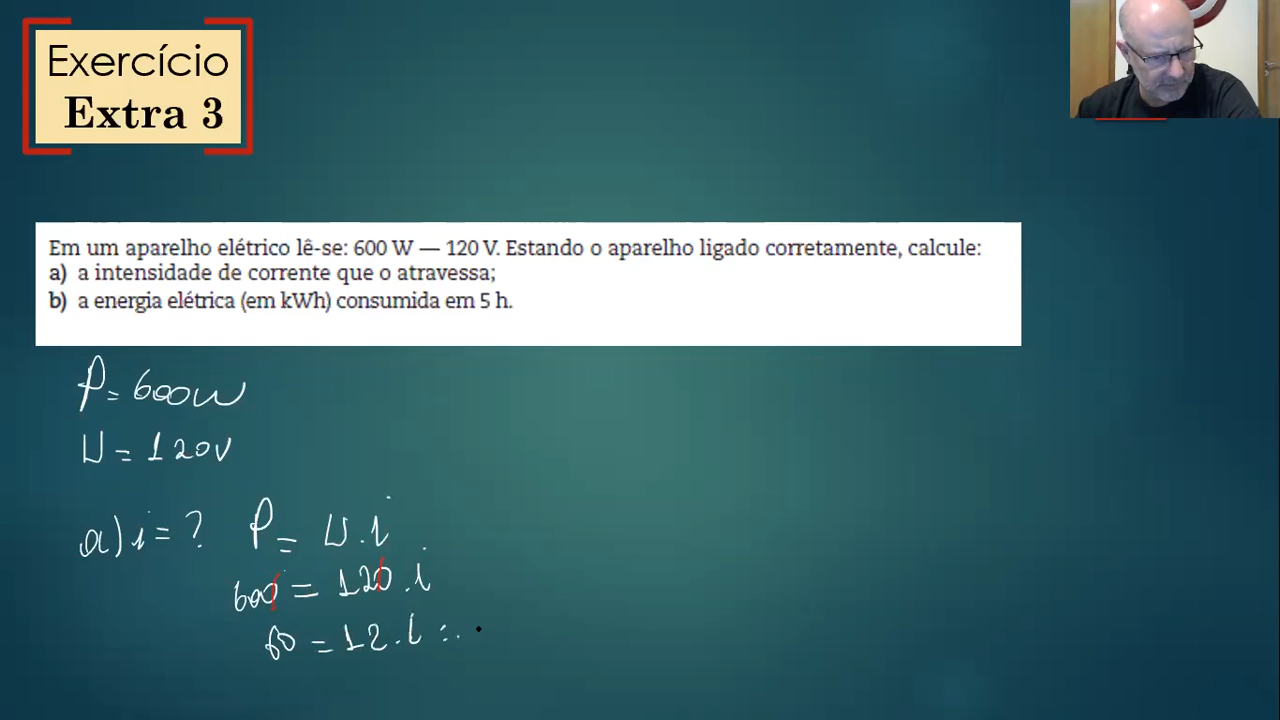 Exercício
Extra 3
Em um aparelho elétrico lê-se: 600 W — 120 V. Estando o aparelho ligado corretamente, calcule:
a) a intensidade de corrente que o atravessa;
b) a energia elétrica (em kWh) consumida em 5 h.
P = 600W
U = 120V
a) i = ? P = U . i
600 = 120 . i
60 = 12 . i ∴